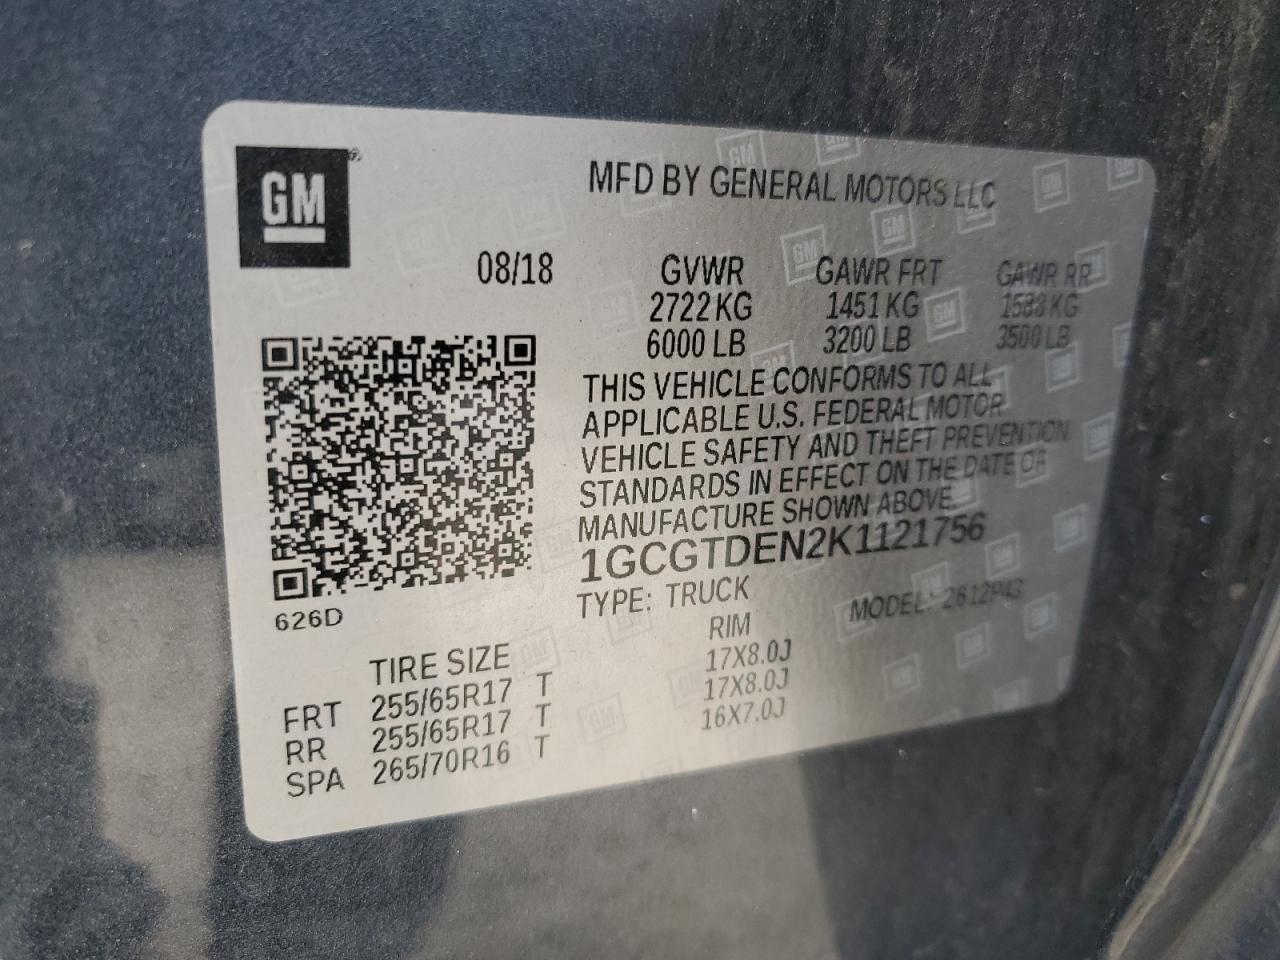 GM
MFD BY GENERAL MOTORS LLC
08/18 GVWR GAWR FRT GAWR RR
2722 KG 1451 KG 1588 KG
6000 LB 3200 LB 3500 LB
THIS VEHICLE CONFORMS TO ALL
APPLICABLE U.S. FEDERAL MOTOR
VEHICLE SAFETY AND THEFT PREVENTION
STANDARDS IN EFFECT ON THE DATE OF
MANUFACTURE SHOWN ABOVE.
1GCGTDEN2K1121756
TYPE: TRUCK MODEL: 2612P43
626D
TIRE SIZE RIM
FRT 255/65R17 T 17X8.0J
RR 255/65R17 T 17X8.0J
SPA 265/70R16 T 16X7.0J